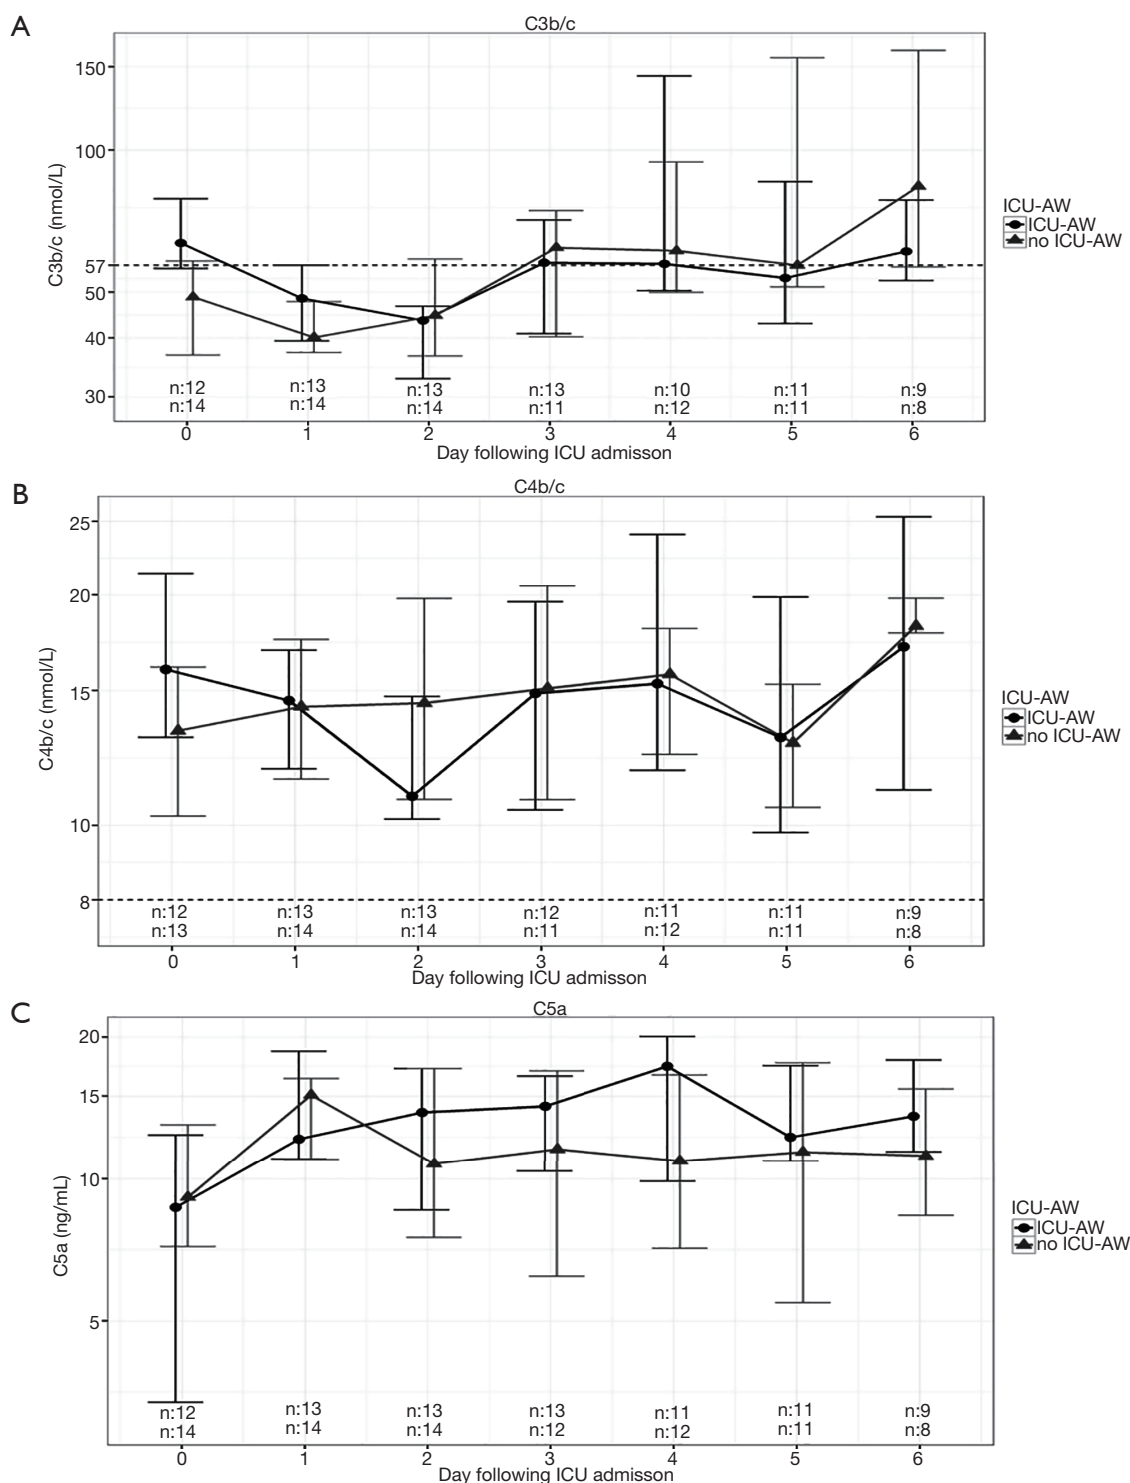 A
C3b/c
C3b/c (nmol/L)
150
100
57
50
40
30
n:12 n:13 n:13 n:13 n:10 n:11 n:9
n:14 n:14 n:14 n:11 n:12 n:11 n:8
0 1 2 3 4 5 6
Day following ICU admisson
ICU-AW
ICU-AW
no ICU-AW
B
C4b/c
C4b/c (nmol/L)
25
20
15
10
8
n:12 n:13 n:13 n:12 n:11 n:11 n:9
n:13 n:14 n:14 n:11 n:12 n:11 n:8
0 1 2 3 4 5 6
Day following ICU admisson
ICU-AW
ICU-AW
no ICU-AW
C
C5a
C5a (ng/mL)
20
15
10
5
n:12 n:13 n:13 n:13 n:11 n:11 n:9
n:14 n:14 n:14 n:12 n:12 n:11 n:8
0 1 2 3 4 5 6
Day following ICU admisson
ICU-AW
ICU-AW
no ICU-AW